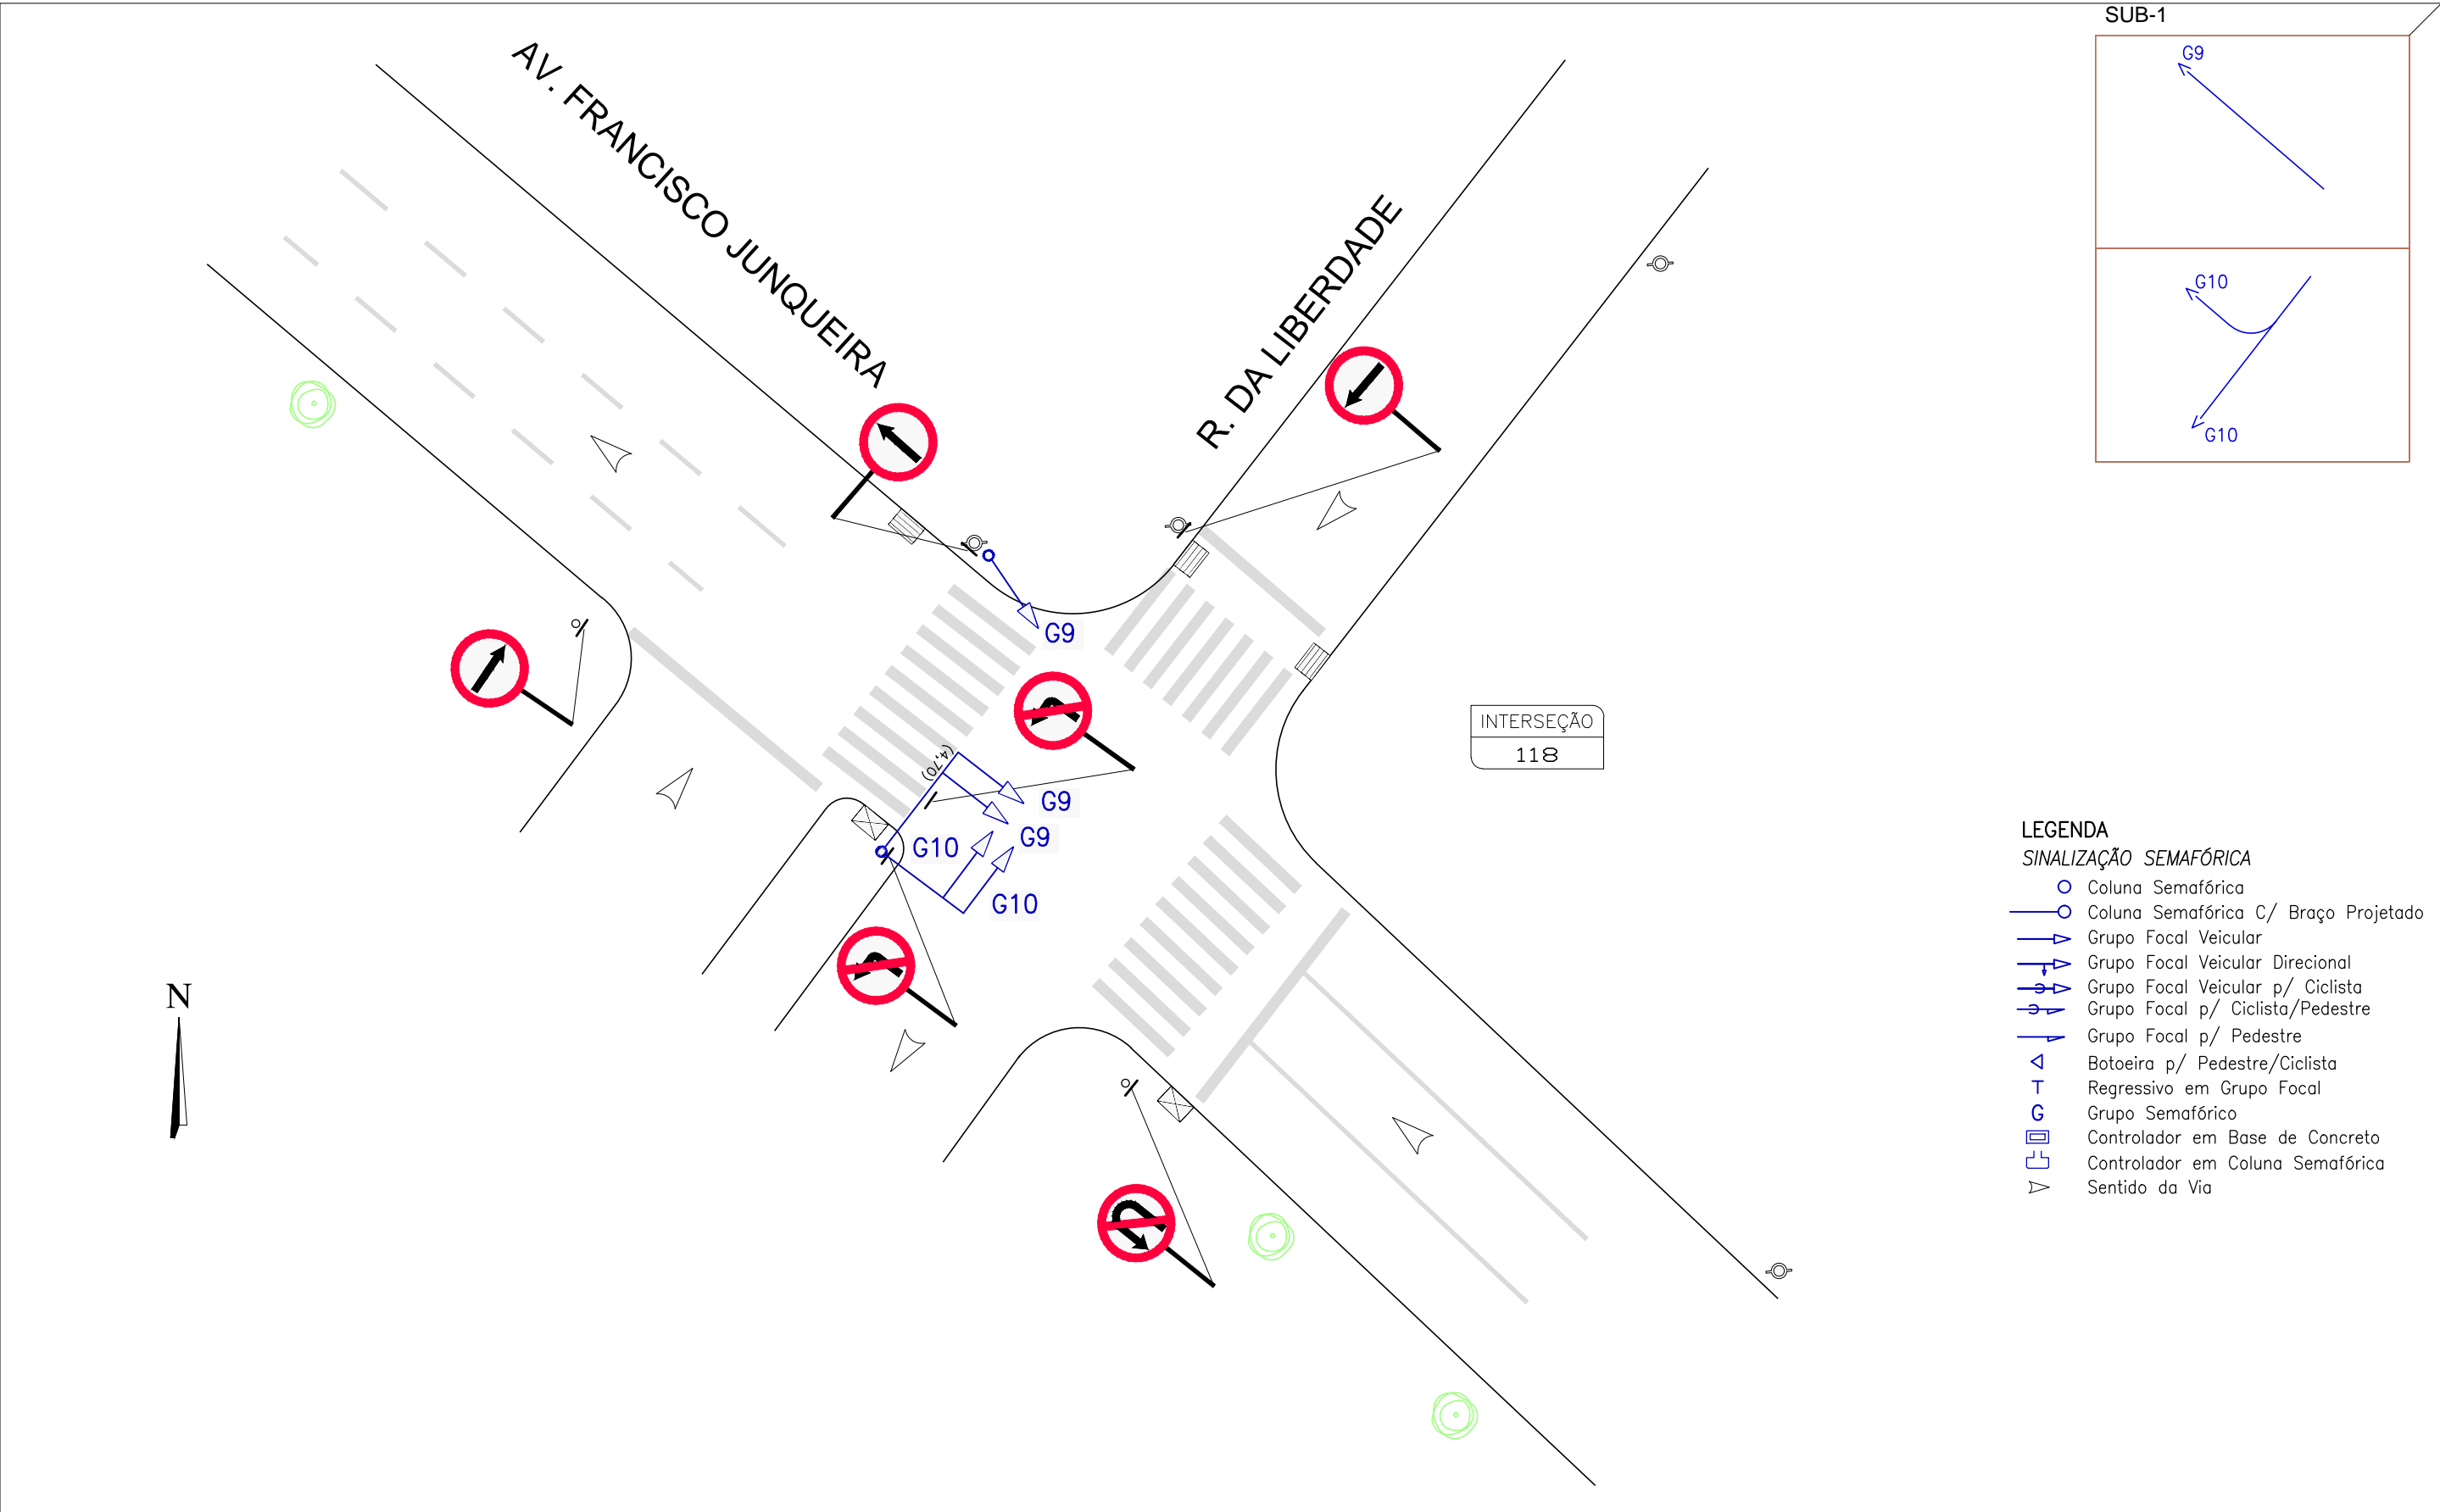 SUB-1
G9
G10
G10
AV. FRANCISCO JUNQUEIRA
R. DA LIBERDADE
G9
(4,70)
G9
G9
G10
G10
INTERSEÇÃO
118
N
LEGENDA
SINALIZAÇÃO SEMAFÓRICA
Coluna Semafórica
Coluna Semafórica C/ Braço Projetado
Grupo Focal Veicular
Grupo Focal Veicular Direcional
Grupo Focal Veicular p/ Ciclista
Grupo Focal p/ Ciclista/Pedestre
Grupo Focal p/ Pedestre
Botoeira p/ Pedestre/Ciclista
T Regressivo em Grupo Focal
G Grupo Semafórico
Controlador em Base de Concreto
Controlador em Coluna Semafórica
Sentido da Via